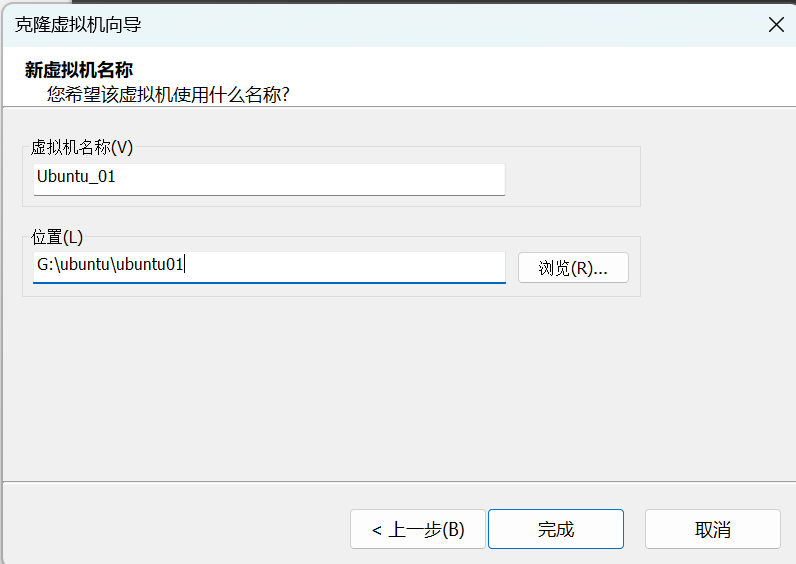 克隆虚拟机向导
新虚拟机名称
您希望该虚拟机使用什么名称?
虚拟机名称(V)
Ubuntu_01
位置(L)
G:\ubuntu\ubuntu01
浏览(R)...
< 上一步(B)
完成
取消